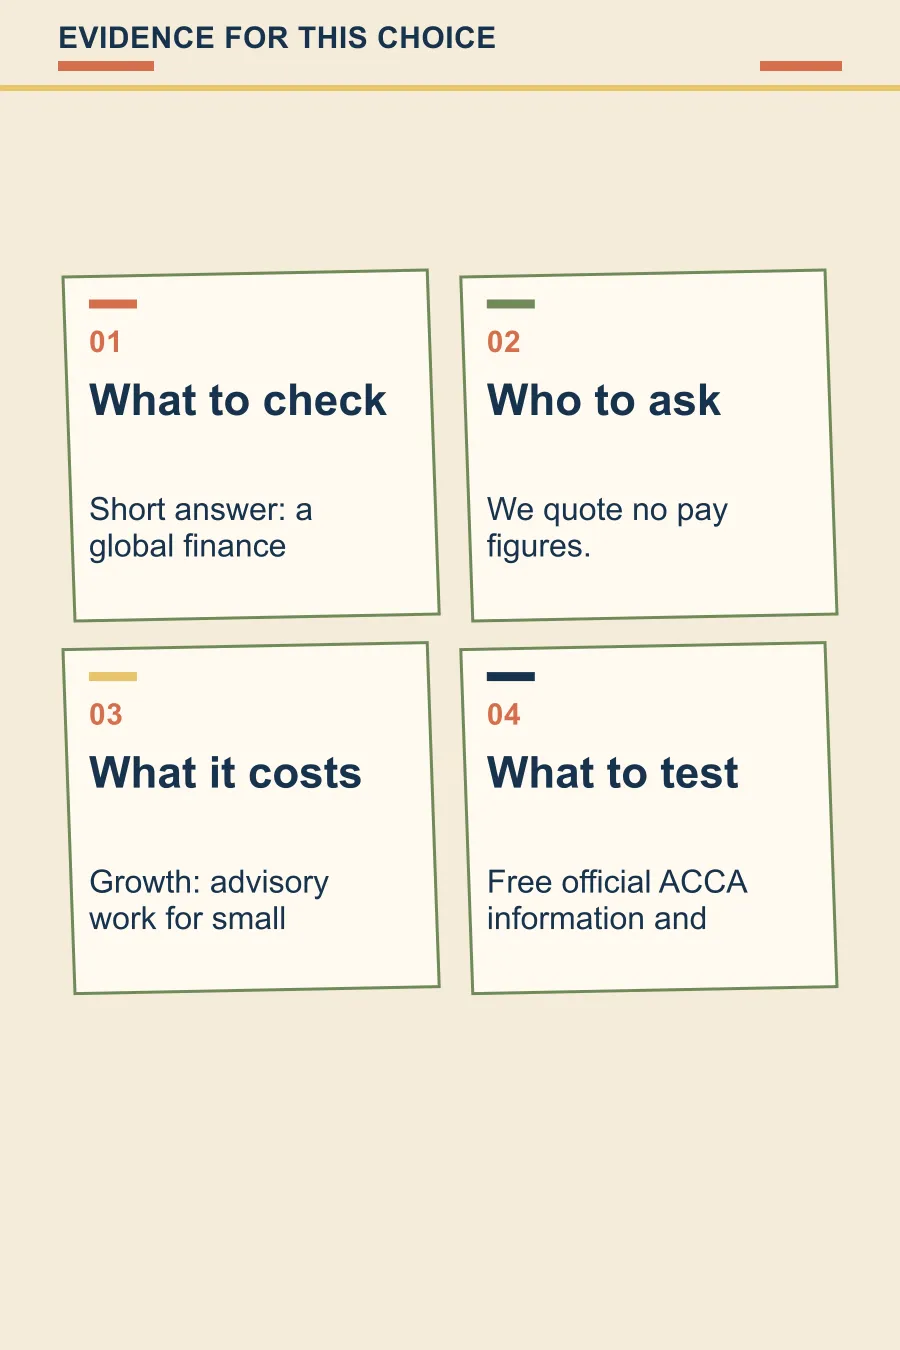 EVIDENCE FOR THIS CHOICE
01
What to check
Short answer: a
global finance
02
Who to ask
We quote no pay
figures.
03
What it costs
Growth: advisory
work for small
04
What to test
Free official ACCA
information and